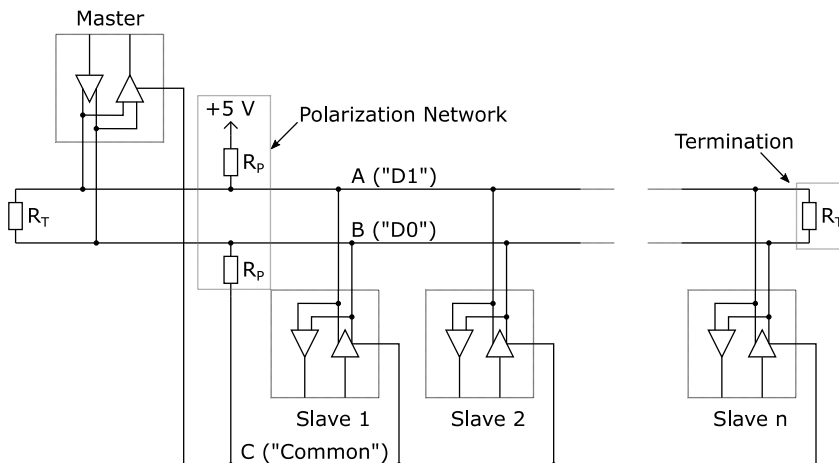 Master
+5 V
Polarization Network
R_P
Termination
A ("D1")
R_T
B ("D0")
R_T
R_P
Slave 1
Slave 2
Slave n
C ("Common")